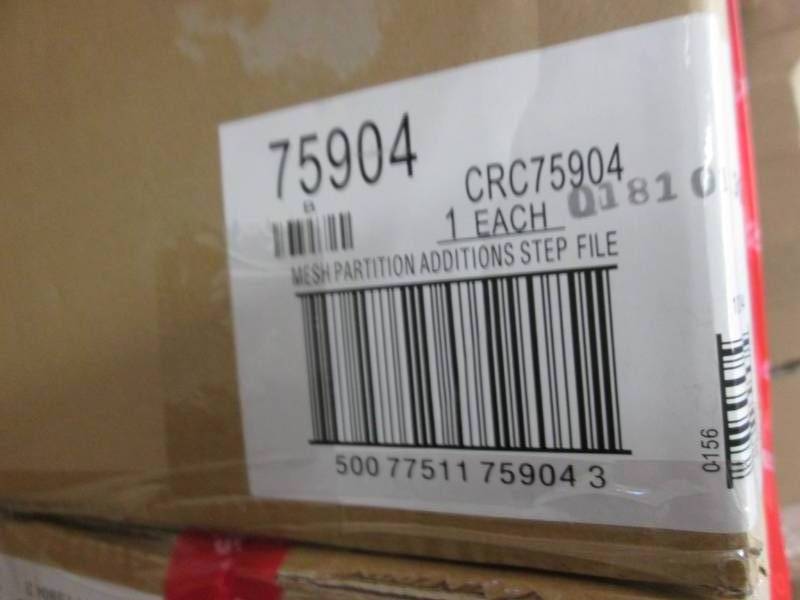 75904
CRC75904
1 EACH
MESH PARTITION ADDITIONS STEP FILE
500 77511 75904 3
0156